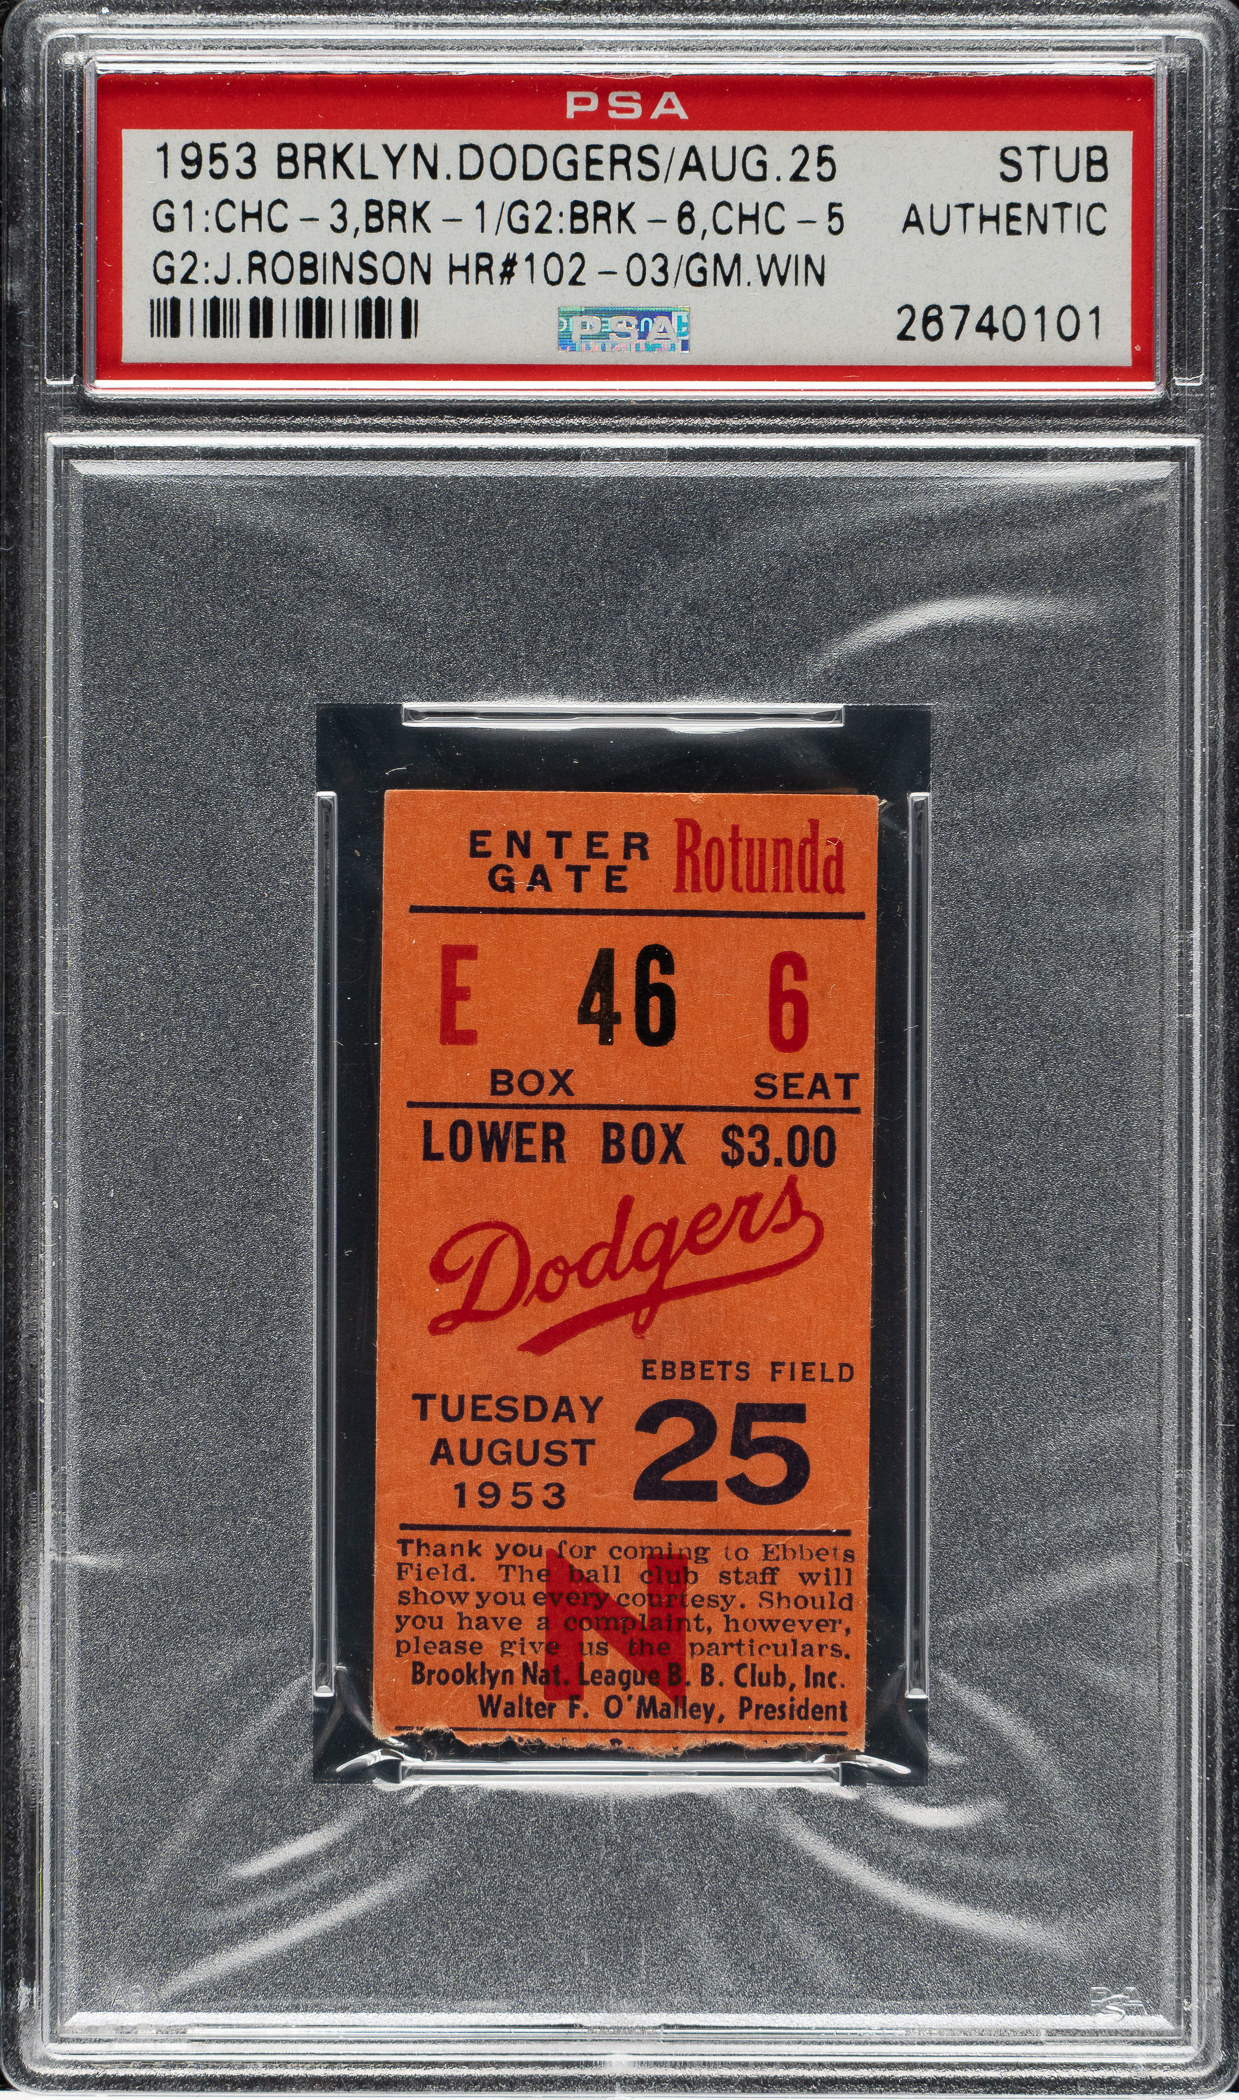 PSA
1953 BRKLYN.DODGERS/AUG.25 STUB
G1:CHC-3,BRK-1/G2:BRK-6,CHC-5 AUTHENTIC
G2:J.ROBINSON HR#102-03/GM.WIN
PSA 26740101
ENTER GATE Rotunda
E 46 6
BOX SEAT
LOWER BOX $3.00
Dodgers
EBBETS FIELD
TUESDAY
AUGUST 25
1953
Thank you for coming to Ebbets
Field. The ball club staff will
show you every courtesy. Should
you have a complaint, however,
please give us the particulars.
N
Brooklyn Nat. League B. B. Club, Inc.
Walter F. O'Malley, President
PSA